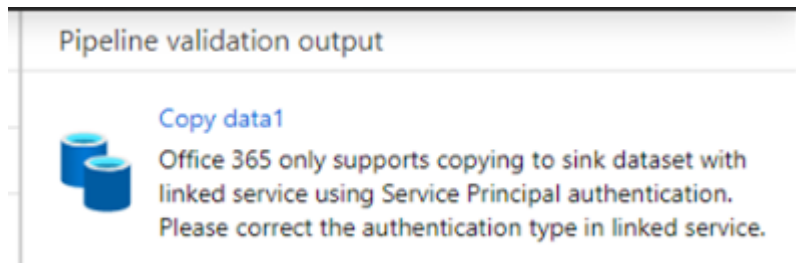 Pipeline validation output
Copy data1
Office 365 only supports copying to sink dataset with
linked service using Service Principal authentication.
Please correct the authentication type in linked service.